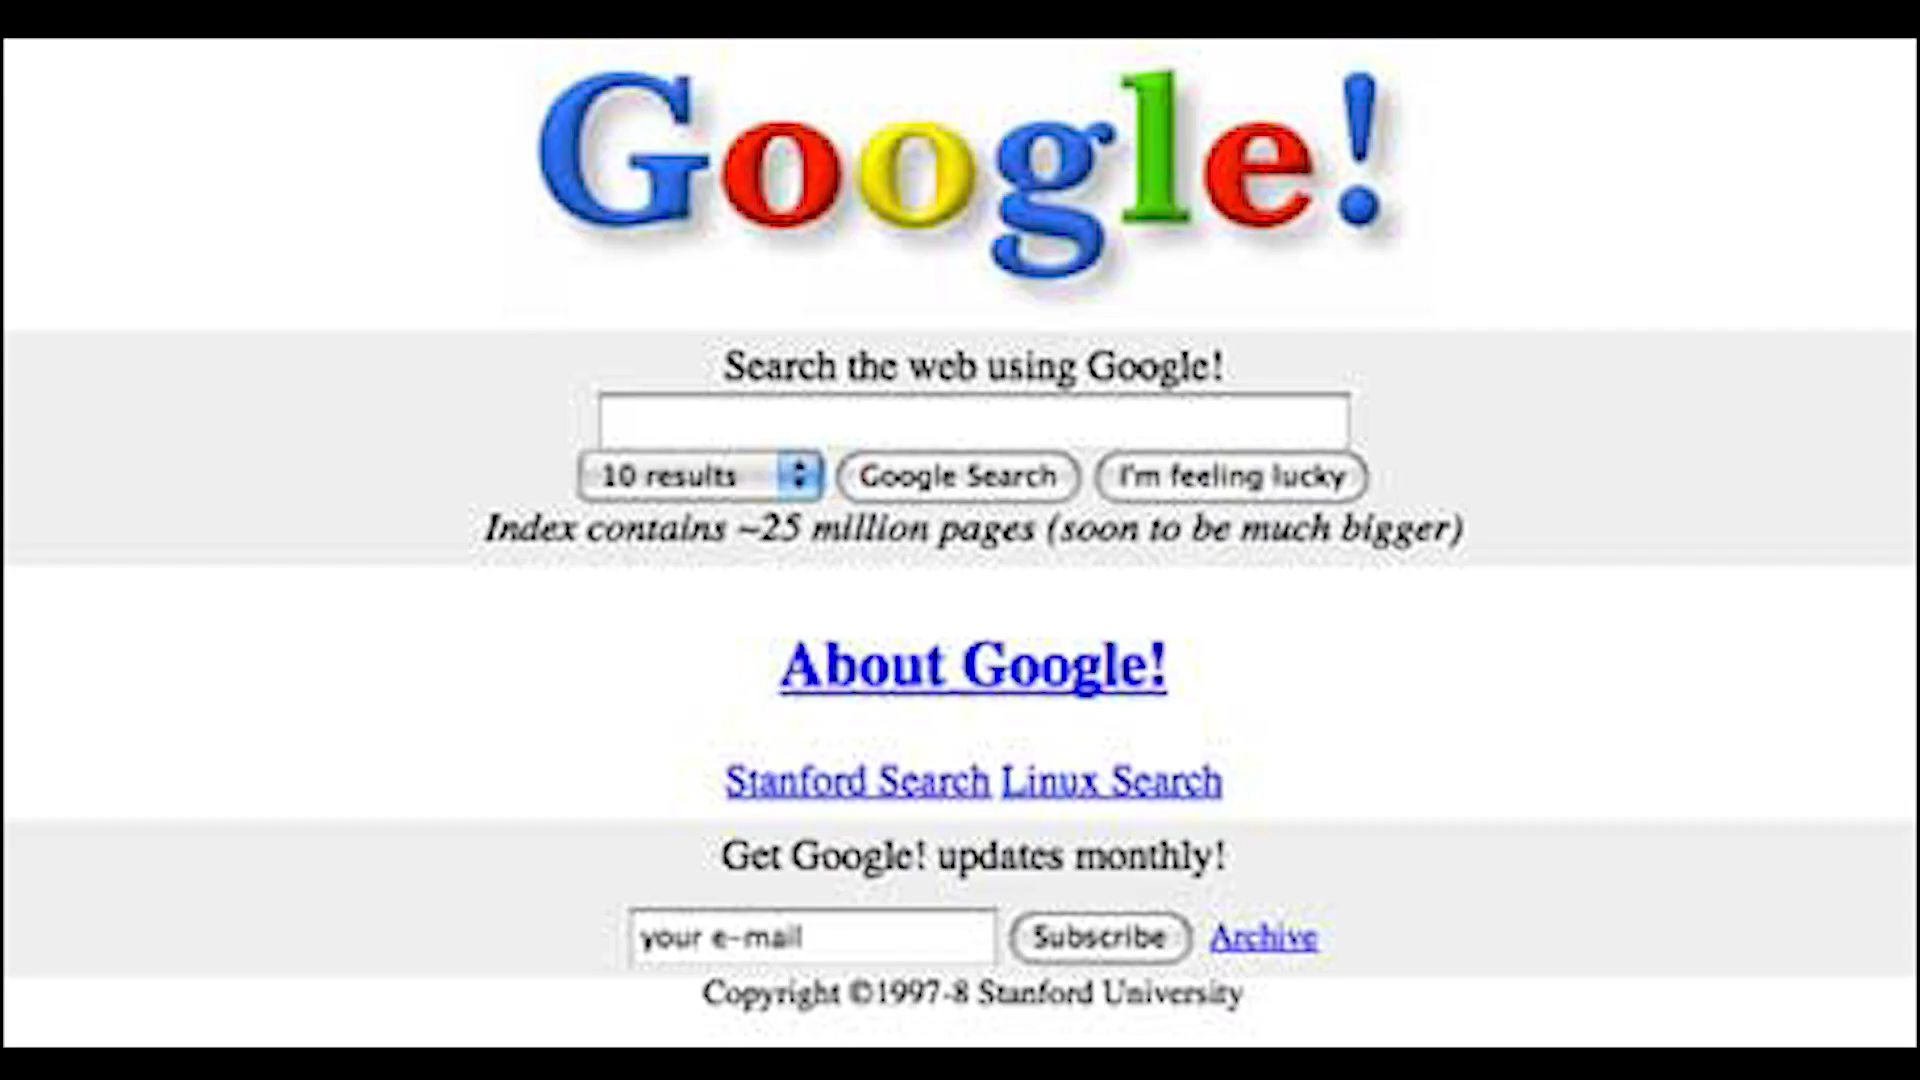 Google!
Search the web using Google!
10 results Google Search I'm feeling lucky
Index contains ~25 million pages (soon to be much bigger)
About Google!
Stanford Search Linux Search
Get Google! updates monthly!
your e-mail Subscribe Archive
Copyright ©1997-8 Stanford University